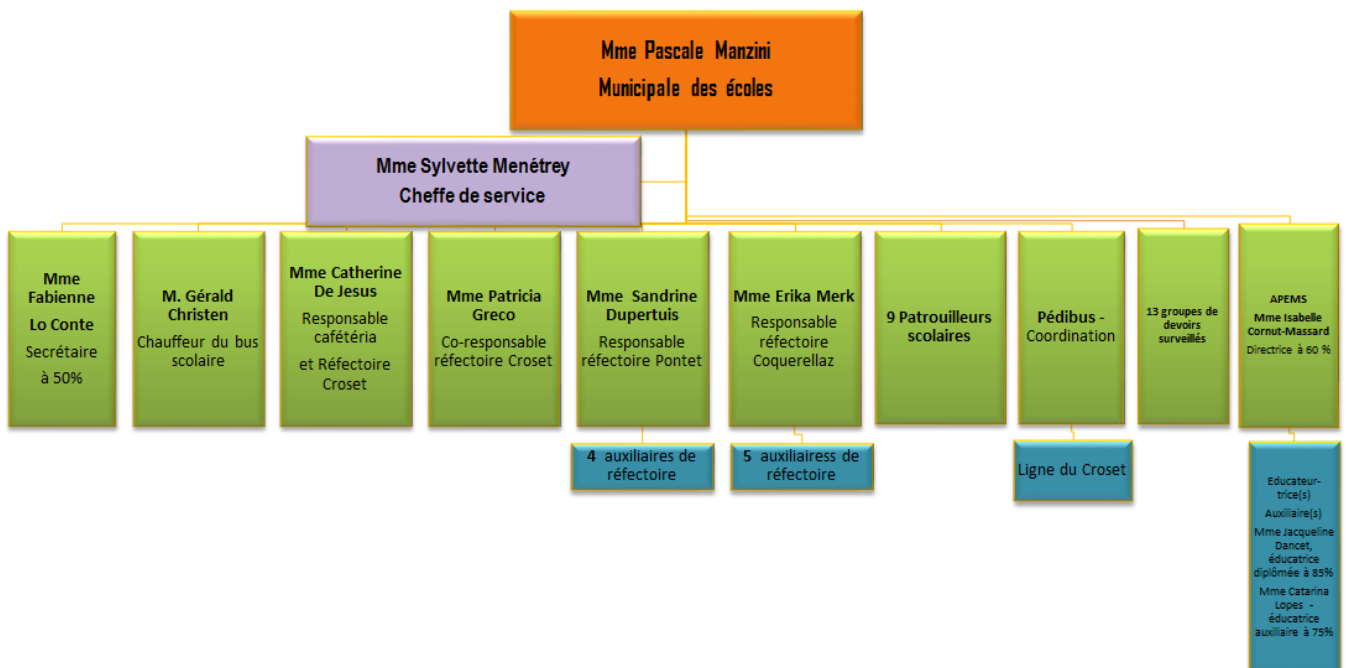 Mme Pascale Manzini
Municipale des écoles
Mme Sylvette Menétrey
Cheffe de service
Mme
Fabienne
Lo Conte
Secrétaire
à 50%
M. Gérald
Christen
Chauffeur du bus
scolaire
Mme Catherine
De Jesus
Responsable
cafétéria
et Réfectoire
Croset
Mme Patricia
Greco
Co-responsable
réfectoire Croset
Mme Sandrine
Dupertuis
Responsable
réfectoire Pontet
Mme Erika Merk
Responsable
réfectoire
Coquerellaz
9 Patrouilleurs
scolaires
Pédibus -
Coordination
13 groupes de
devoirs
surveillés
APEMS
Mme Isabelle
Cornut-Massard
Directrice à 60 %
4 auxiliaires de
réfectoire
5 auxiliairess de
réfectoire
Ligne du Croset
Educateur-
trice(s)
Auxiliaire(s)
Mme Jacqueline
Dancet,
éducatrice
diplômée à 85%
Mme Catarina
Lopes -
éducatrice
auxiliaire à 75%